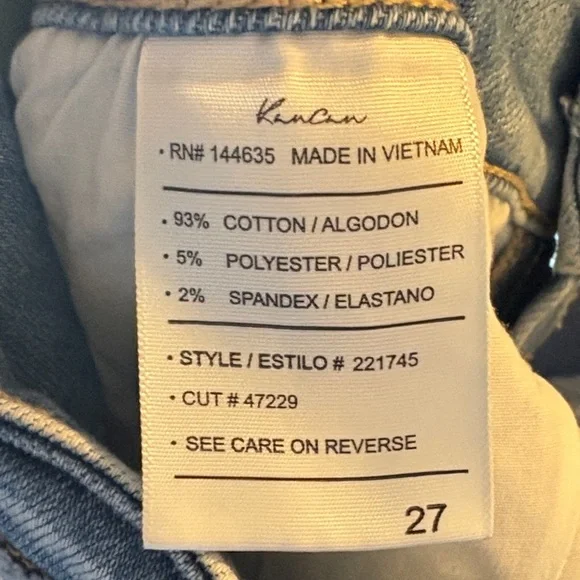 KanCan
• RN# 144635 MADE IN VIETNAM
• 93% COTTON / ALGODON
• 5% POLYESTER / POLIESTER
• 2% SPANDEX / ELASTANO
• STYLE / ESTILO # 221745
• CUT # 47229
• SEE CARE ON REVERSE
27